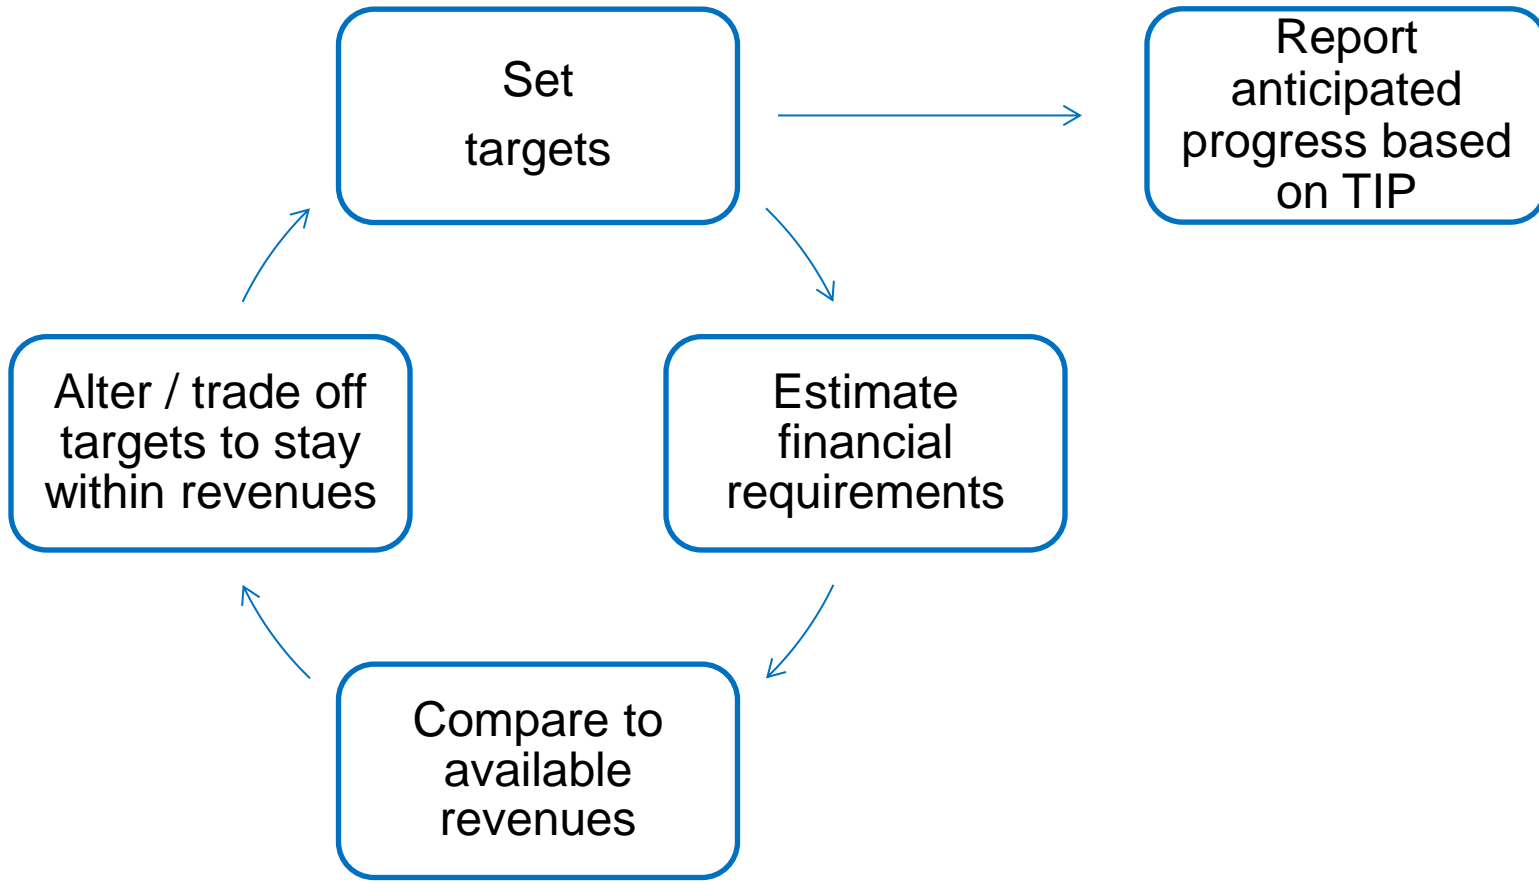 Set
targets
Report
anticipated
progress based
on TIP
Alter / trade off
targets to stay
within revenues
Estimate
financial
requirements
Compare to
available
revenues